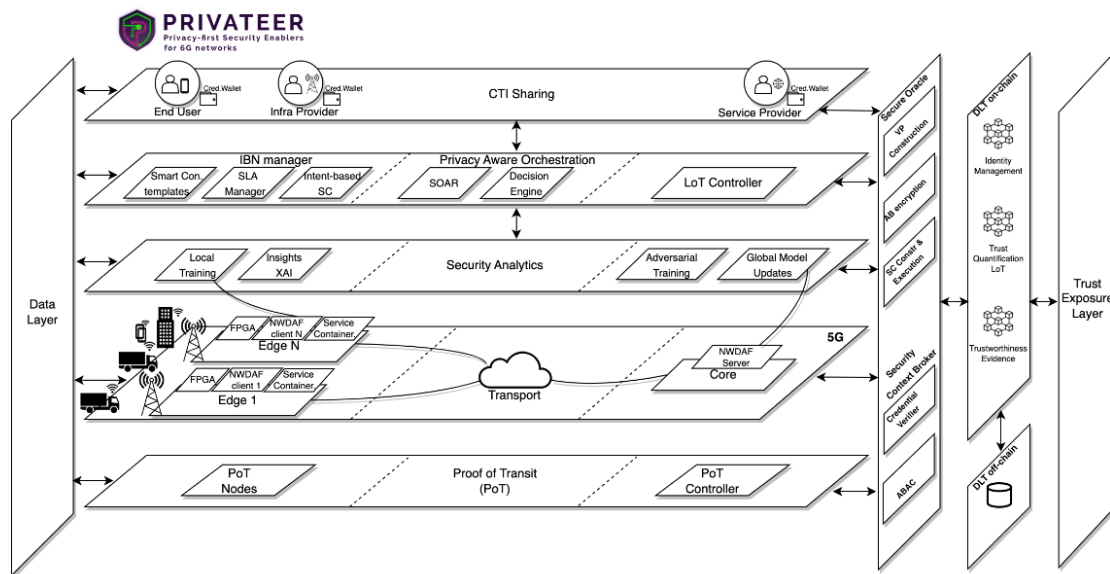 PRIVATEER
Privacy-first Security Enablers
for 6G networks
Data
Layer
Cred.Wallet
End User
Cred.Wallet
Infra Provider
CTI Sharing
Cred.Wallet
Service Provider
IBN manager
Smart Con.
templates
SLA
Manager
Intent-based
SC
Privacy Aware Orchestration
SOAR
Decision
Engine
LoT Controller
Local
Training
Insights
XAI
Security Analytics
Adversarial
Training
Global Model
Updates
5G
FPGA
NWDAF
client N
Service
Container
Edge N
FPGA
NWDAF
client 1
Service
Container
Edge 1
Transport
NWDAF
Server
Core
PoT
Nodes
Proof of Transit
(PoT)
PoT
Controller
Secure Oracle
VP
Construction
AB encryption
SC Constr &
Execution
Security
Context Broker
Credential
Verifier
ABAC
DLT on-chain
Identity
Management
Trust
Quantification
LoT
Trustworthiness
Evidence
DLT off-chain
Trust
Exposure
Layer